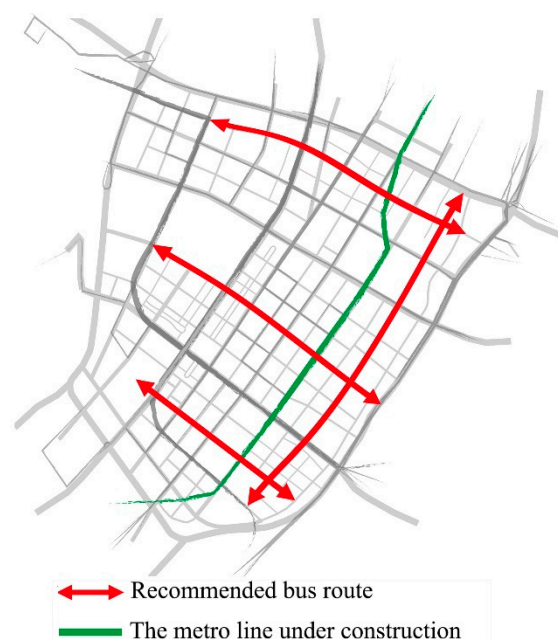 Recommended bus route
The metro line under construction